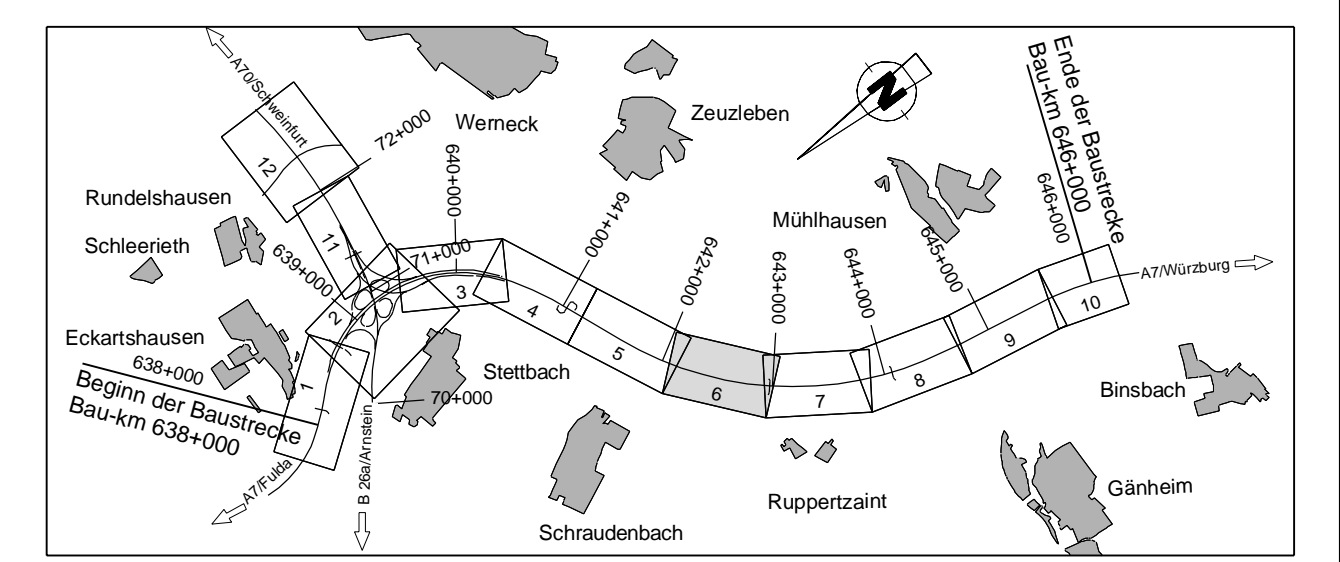 A70/Schweinfurt
72+000
Werneck
Zeuzleben
N
Ende der Baustrecke
Bau-km 646+000
646+000
12
Rundelshausen
Schleerieth
11
640+000
641+000
Mühlhausen
645+000
639+000
71+000
642+000
643+000
644+000
A7/Würzburg
2
3
4
5
6
7
8
9
10
Eckartshausen
638+000
Beginn der Baustrecke
Bau-km 638+000
1
Stettbach
70+000
Binsbach
A7/Fulda
B 26a/Arnstein
Schraudenbach
Ruppertzaint
Gänheim